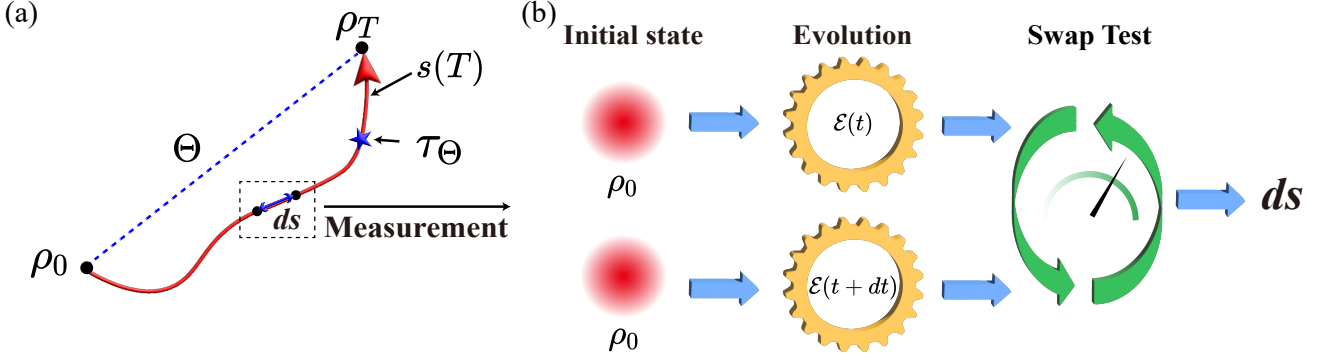 (a)
ρ_T
s(T)
Θ
τ_Θ
ds
Measurement
ρ_0
(b)
Initial state Evolution Swap Test
ℰ(t)
ρ_0
ds
ℰ(t + dt)
ρ_0